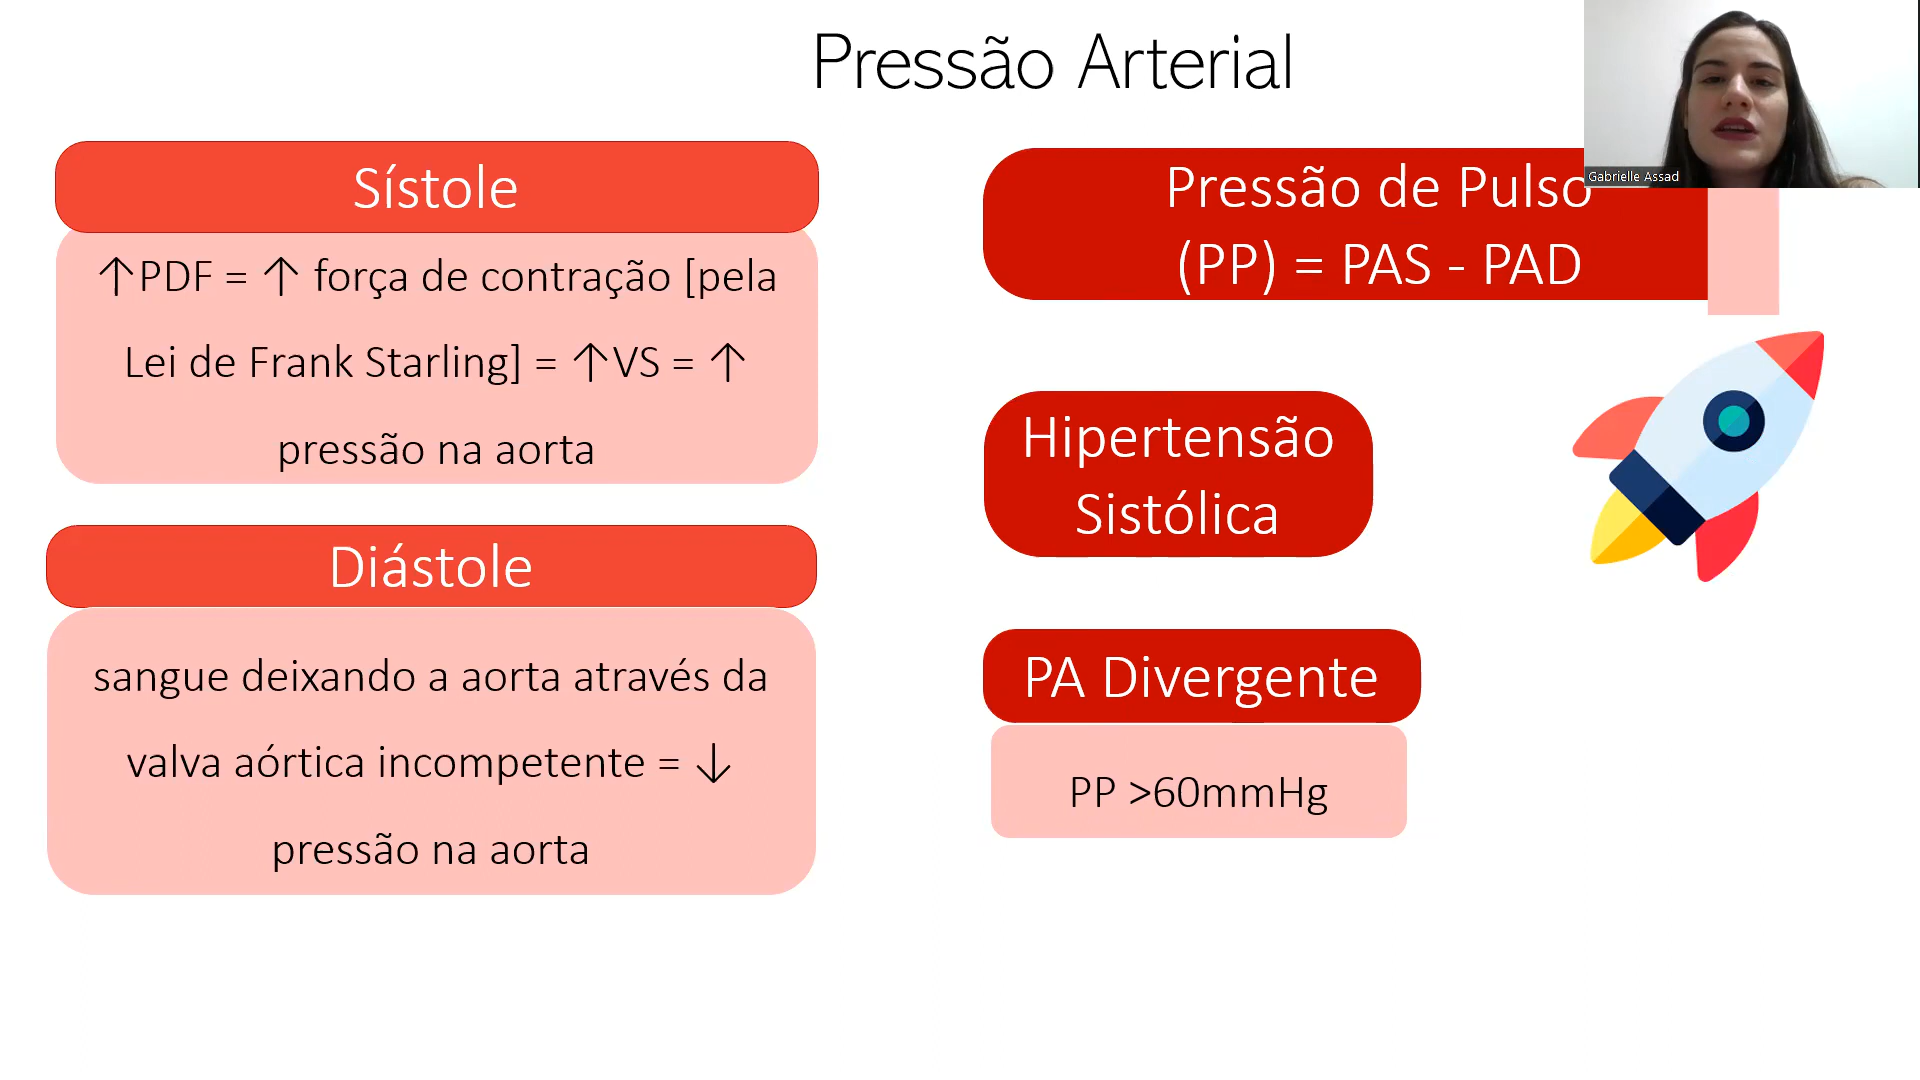 Pressão Arterial
Gabrielle Assad
Sístole
↑PDF = ↑ força de contração [pela
Lei de Frank Starling] = ↑VS = ↑
pressão na aorta
Diástole
sangue deixando a aorta através da
valva aórtica incompetente = ↓
pressão na aorta
Pressão de Pulso
(PP) = PAS - PAD
Hipertensão
Sistólica
PA Divergente
PP >60mmHg